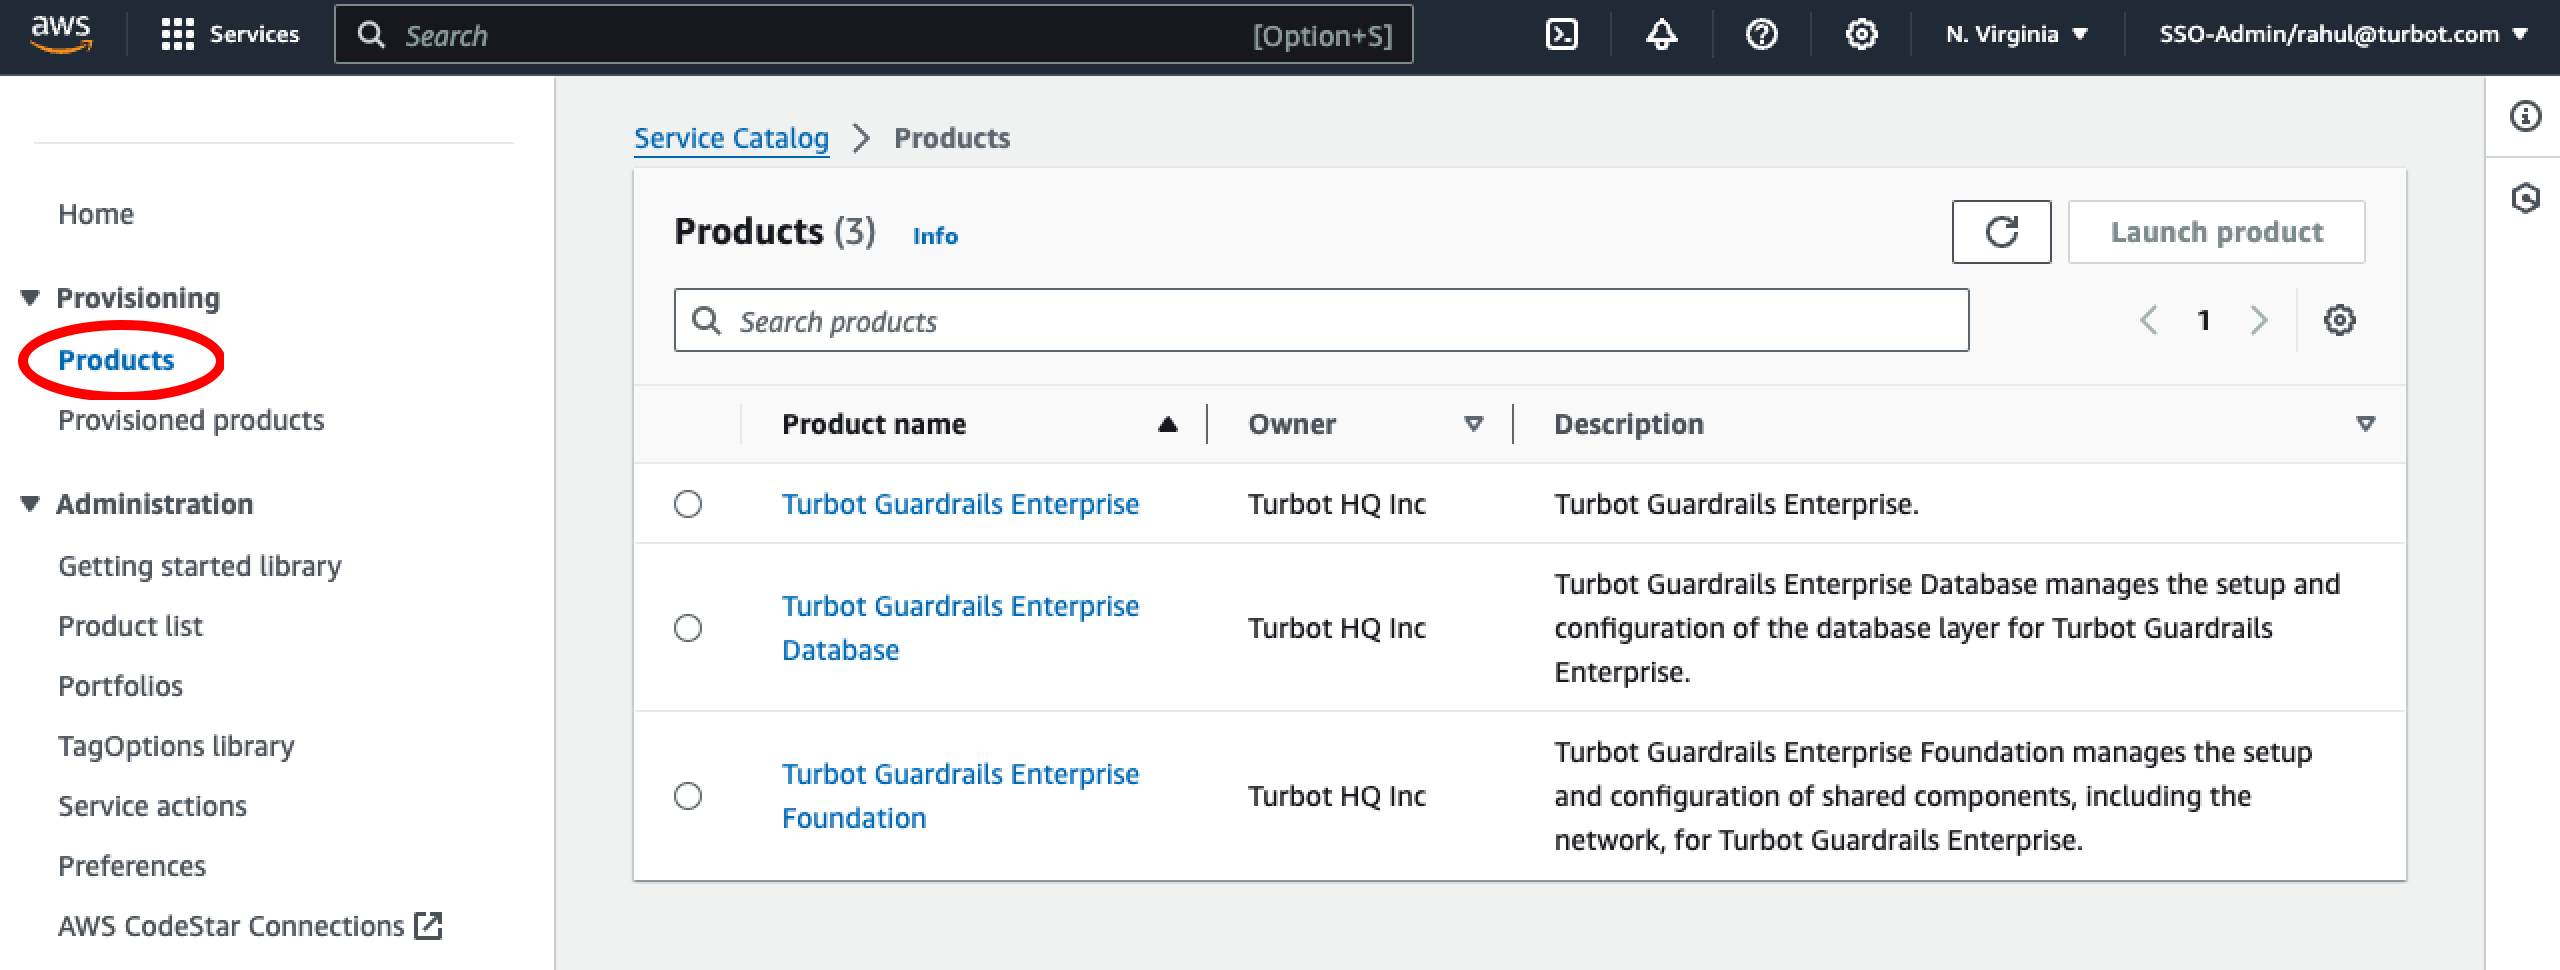 aws
Services
Search
[Option+S]
N. Virginia
SSO-Admin/rahul@turbot.com
Home
Provisioning
Products
Provisioned products
Administration
Getting started library
Product list
Portfolios
TagOptions library
Service actions
Preferences
AWS CodeStar Connections
Service Catalog > Products
Products (3) Info
Launch product
Search products
1
Product name
Owner
Description
Turbot Guardrails Enterprise
Turbot HQ Inc
Turbot Guardrails Enterprise.
Turbot Guardrails Enterprise
Database
Turbot HQ Inc
Turbot Guardrails Enterprise Database manages the setup and
configuration of the database layer for Turbot Guardrails
Enterprise.
Turbot Guardrails Enterprise
Foundation
Turbot HQ Inc
Turbot Guardrails Enterprise Foundation manages the setup
and configuration of shared components, including the
network, for Turbot Guardrails Enterprise.